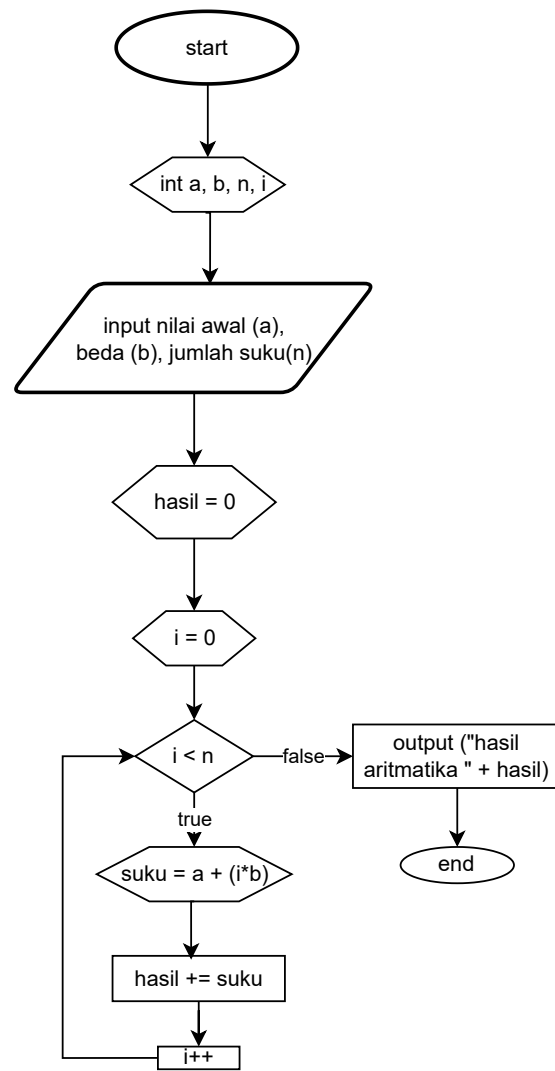 start
int a, b, n, i
input nilai awal (a),
beda (b), jumlah suku(n)
hasil = 0
i = 0
i < n
false
output ("hasil
aritmatika " + hasil)
true
suku = a + (i*b)
end
hasil += suku
i++